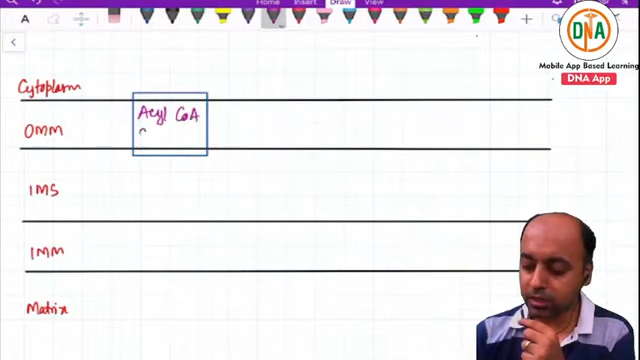 Home Insert Draw View
DNA
Mobile App Based Learning
DNA App
Cytoplasm
Acyl CoA
OMM
IMS
IMM
Matrix